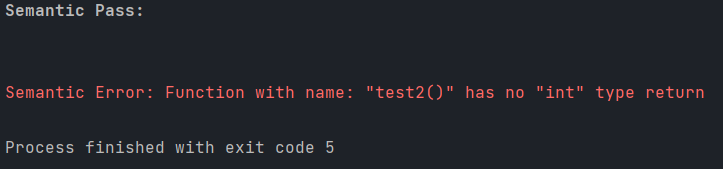 Semantic Pass:
Semantic Error: Function with name: "test2()" has no "int" type return
Process finished with exit code 5